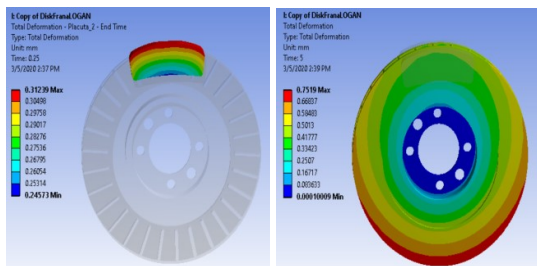 I: Copy of DiskFranaLOGAN
Total Deformation - Placuta_2 - End Time
Type: Total Deformation
Unit: mm
Time: 0.25
3/5/2020 2:37 PM
0.31239 Max
0.30498
0.29758
0.29017
0.28276
0.27536
0.26795
0.26054
0.25314
0.24573 Min
I: Copy of DiskFranaLOGAN
Total Deformation
Type: Total Deformation
Unit: mm
Time: 5
3/5/2020 2:39 PM
0.7519 Max
0.66837
0.58483
0.5013
0.41777
0.33423
0.2507
0.16717
0.083633
0.00010009 Min